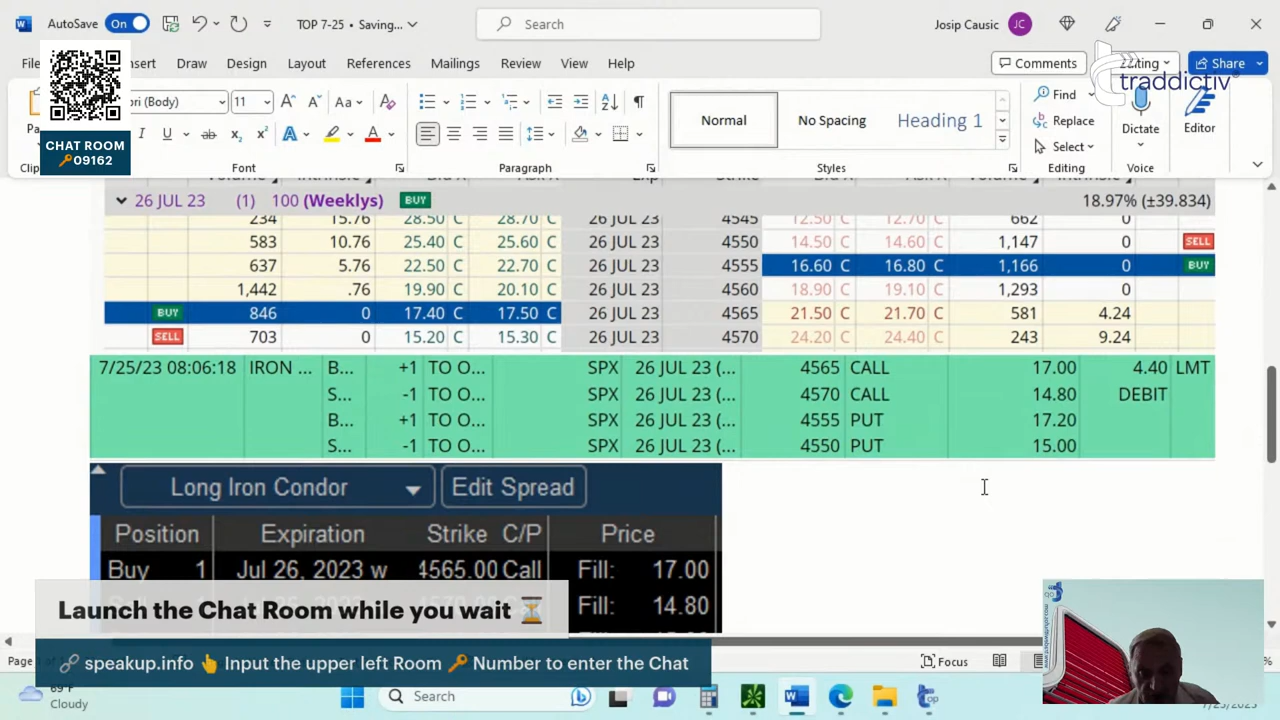 AutoSave On TOP 7-25 • Saving... Search Josip Causic JC
File Insert Draw Design Layout References Mailings Review View Help Comments Editing Share
traddictiv
(Body) 11 Aa Normal No Spacing Heading 1 Find Replace Select Dictate Editor
CHAT ROOM
09162
Font Paragraph Styles Editing Voice Editor
26 JUL 23 (1) 100 (Weeklys) BUY 18.97% (±39.834)
234 15.76 28.50 C 28.70 C 26 JUL 23 4545 12.50 C 12.70 C 662 0
583 10.76 25.40 C 25.60 C 26 JUL 23 4550 14.50 C 14.60 C 1,147 0 SELL
637 5.76 22.50 C 22.70 C 26 JUL 23 4555 16.60 C 16.80 C 1,166 0 BUY
1,442 .76 19.90 C 20.10 C 26 JUL 23 4560 18.90 C 19.10 C 1,293 0
BUY 846 0 17.40 C 17.50 C 26 JUL 23 4565 21.50 C 21.70 C 581 4.24
SELL 703 0 15.20 C 15.30 C 26 JUL 23 4570 24.20 C 24.40 C 243 9.24
7/25/23 08:06:18 IRON ... B... +1 TO O... SPX 26 JUL 23 (... 4565 CALL 17.00 4.40 LMT
S... -1 TO O... SPX 26 JUL 23 (... 4570 CALL 14.80 DEBIT
B... +1 TO O... SPX 26 JUL 23 (... 4555 PUT 17.20
S... -1 TO O... SPX 26 JUL 23 (... 4550 PUT 15.00
Long Iron Condor Edit Spread
Position Expiration Strike C/P Price
Buy 1 Jul 26, 2023 w 4565.00 Call Fill: 17.00
Fill: 14.80
Launch the Chat Room while you wait
speakup.info Input the upper left Room Number to enter the Chat
Focus
69°F
Cloudy
Search
7/25/2023